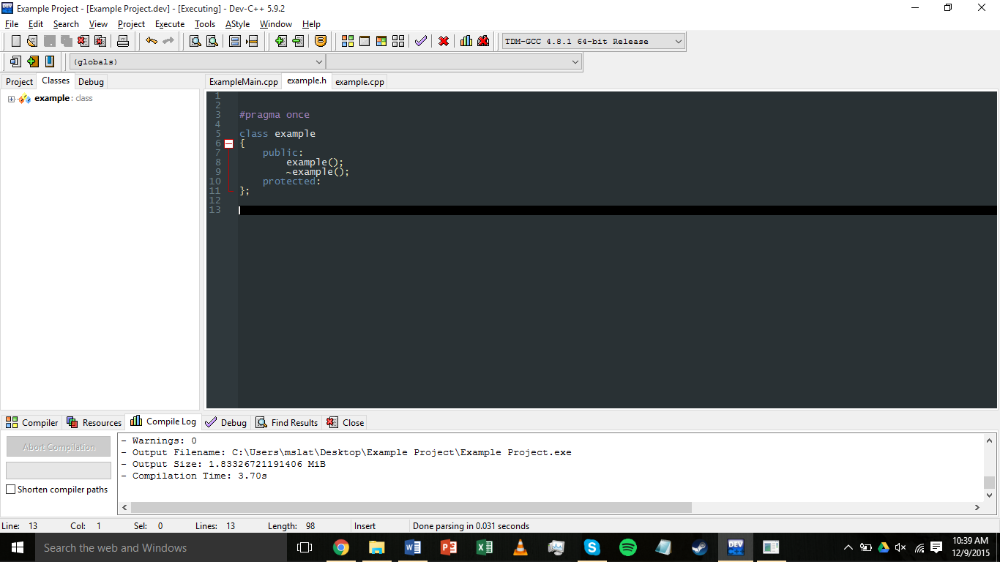 Example Project - [Example Project.dev] - [Executing] - Dev-C++ 5.9.2
File Edit Search View Project Execute Tools AStyle Window Help
TDM-GCC 4.8.1 64-bit Release
(globals)
Project Classes Debug
ExampleMain.cpp example.h example.cpp
example : class
1
2
3 #pragma once
4
5 class example
6 {
7 public:
8 example();
9 ~example();
10 protected:
11 };
12
13
Compiler Resources Compile Log Debug Find Results Close
Abort Compilation
Shorten compiler paths
- Warnings: 0
- Output Filename: C:\Users\mslat\Desktop\Example Project\Example Project.exe
- Output Size: 1.83326721191406 MiB
- Compilation Time: 3.70s
Line: 13 Col: 1 Sel: 0 Lines: 13 Length: 98 Insert Done parsing in 0.031 seconds
Search the web and Windows
DEV
10:39 AM
12/9/2015